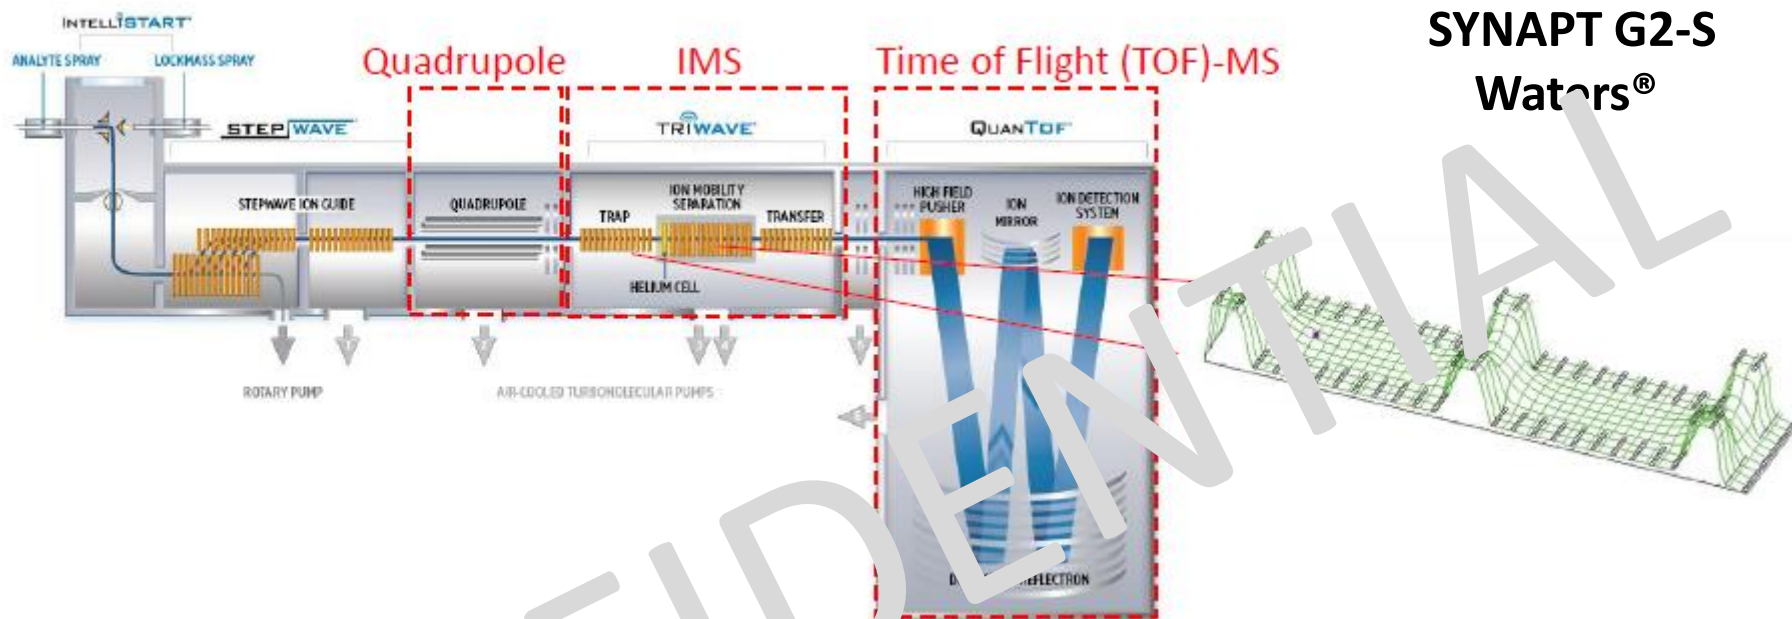 INTELLISTART
ANALYTE SPRAY
LOCKMASS SPRAY
Quadrupole
IMS
Time of Flight (TOF)-MS
SYNAPT G2-S
Waters®
STEPWAVE
TRIWAVE
QUANTOF
STEPWAVE ION GUIDE
QUADRUPOLE
TRAP
ION MOBILITY
SEPARATION
TRANSFER
HELIUM CELL
HIGH FIELD
PUSHER
ION
MIRROR
ION DETECTION
SYSTEM
ROTARY PUMP
AIR-COOLED TURBOMOLECULAR PUMPS
FIDENTIAL